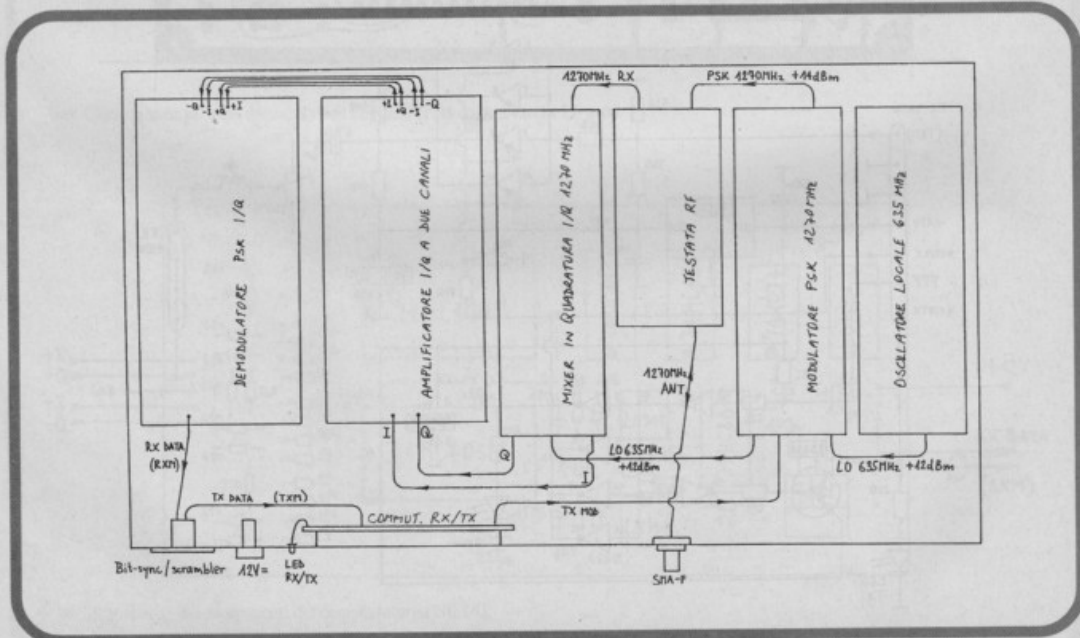 1270MHz RX
PSK 1270MHz +14dBm
-Q -I +Q +I
+I +Q -I -Q
DEMODULATORE PSK I/Q
AMPLIFICATORE I/Q A DUE CANALI
MIXER IN QUADRATURA I/Q 1270 MHz
TESTATA RF
MODULATORE PSK 1270MHz
OSCILLATORE LOCALE 635 MHz
1270MHz
ANT.
I
Q
Q
I
LO 635MHz
+12dBm
LO 635MHz +12dBm
RX DATA
(RXM)
TX DATA (TXM)
COMMUT. RX/TX
TX MOD
Bit-sync/scrambler
12V=
LED
RX/TX
SMA-F